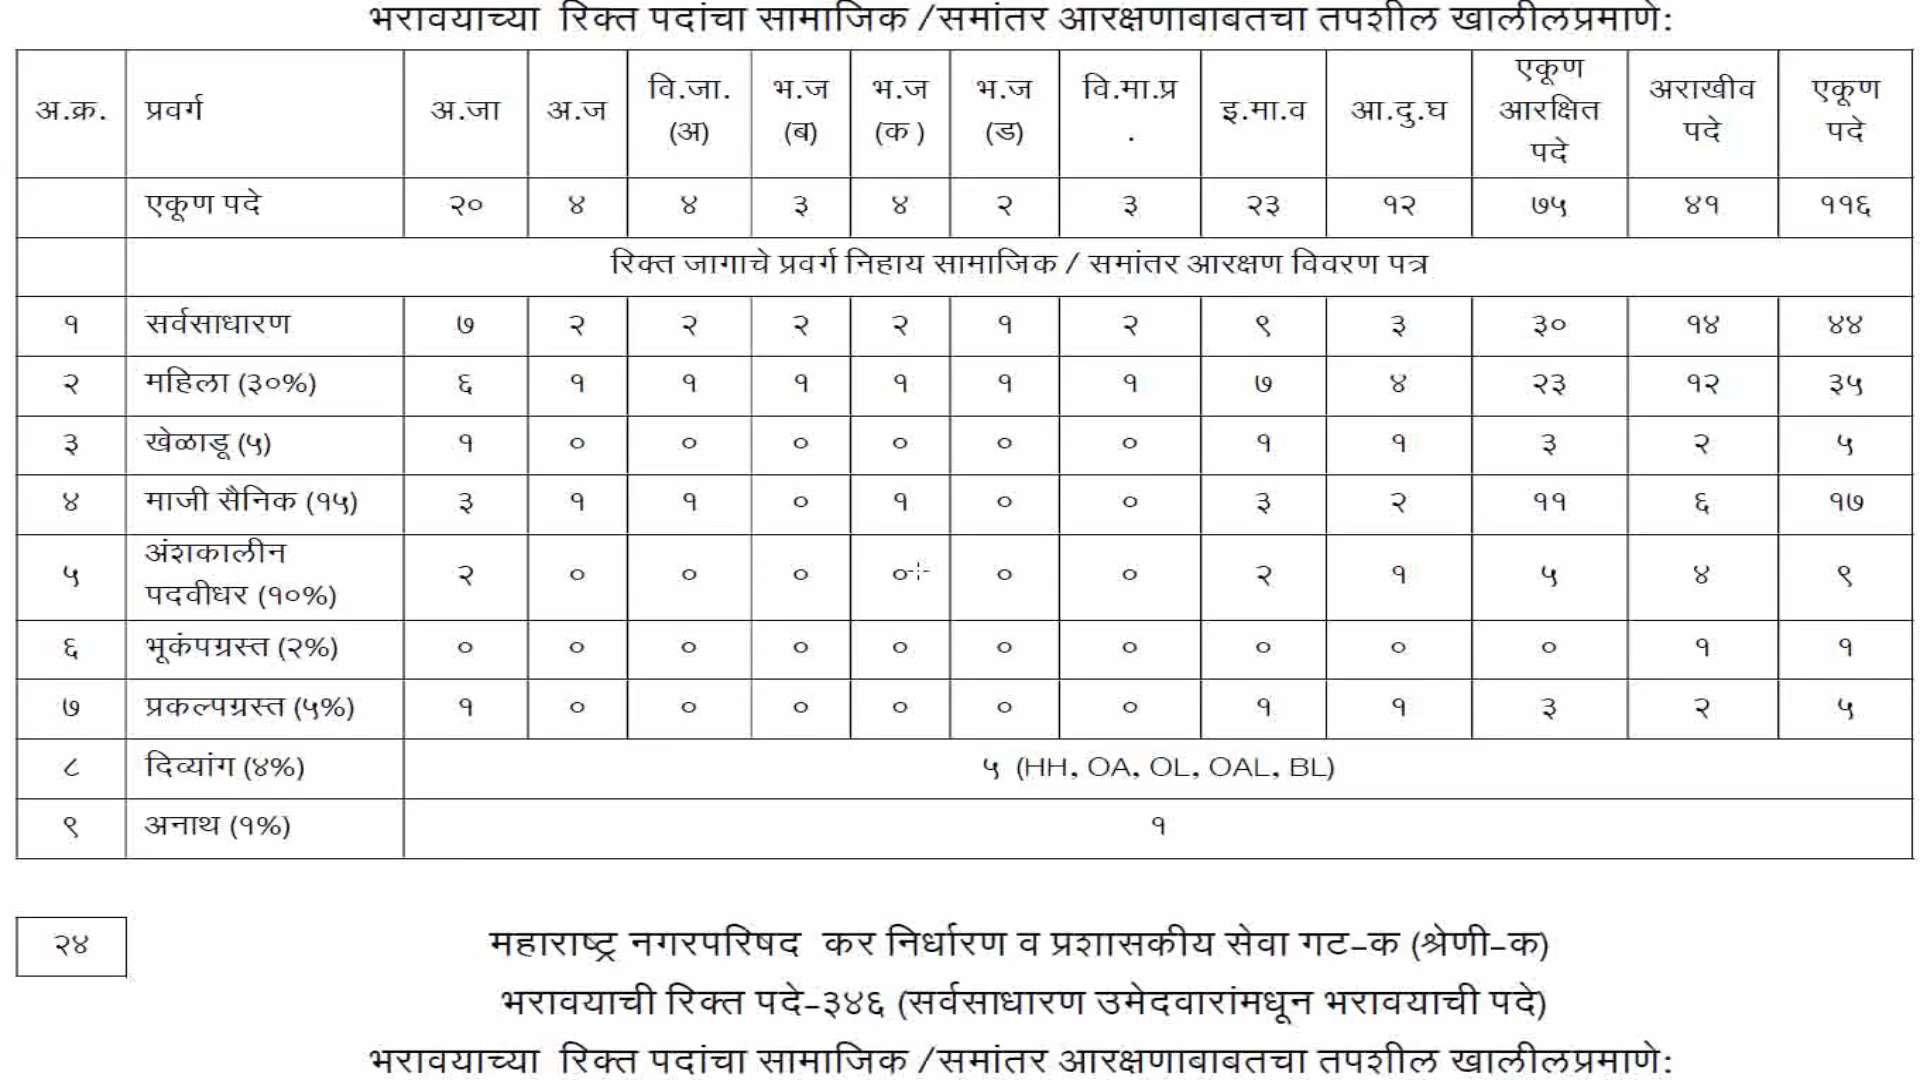 भरावयाच्या रिक्त पदांचा सामाजिक /समांतर आरक्षणाबाबतचा तपशील खालीलप्रमाणे:
अ.क्र. प्रवर्ग अ.जा अ.ज वि.जा. (अ) भ.ज (ब) भ.ज (क ) भ.ज (ड) वि.मा.प्र . इ.मा.व आ.दु.घ एकूण आरक्षित पदे अराखीव पदे एकूण पदे
एकूण पदे २० ४ ४ ३ ४ २ ३ २३ १२ ७५ ४१ ११६
रिक्त जागाचे प्रवर्ग निहाय सामाजिक / समांतर आरक्षण विवरण पत्र
१ सर्वसाधारण ७ २ २ २ २ १ २ ९ ३ ३० १४ ४४
२ महिला (३०%) ६ १ १ १ १ १ १ ७ ४ २३ १२ ३५
३ खेळाडू (५) १ ० ० ० ० ० ० १ १ ३ २ ५
४ माजी सैनिक (१५) ३ १ १ ० १ ० ० ३ २ ११ ६ १७
५ अंशकालीन पदवीधर (१०%) २ ० ० ० ० ० ० २ १ ५ ४ ९
६ भूकंपग्रस्त (२%) ० ० ० ० ० ० ० ० ० ० १ १
७ प्रकल्पग्रस्त (५%) १ ० ० ० ० ० ० १ १ ३ २ ५
८ दिव्यांग (४%) ५ (HH, OA, OL, OAL, BL)
९ अनाथ (१%) १
२४ महाराष्ट्र नगरपरिषद कर निर्धारण व प्रशासकीय सेवा गट-क (श्रेणी-क)
भरावयाची रिक्त पदे-३४६ (सर्वसाधारण उमेदवारांमधून भरावयाची पदे)
भरावयाच्या रिक्त पदांचा सामाजिक /समांतर आरक्षणाबाबतचा तपशील खालीलप्रमाणे: